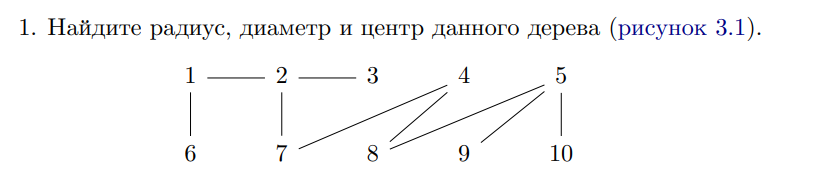 1. Найдите радиус, диаметр и центр данного дерева (рисунок 3.1).
1 2 3 4 5
6 7 8 9 10